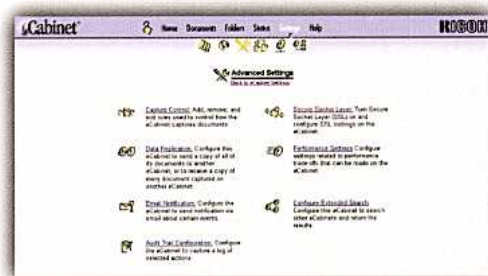 eCabinet
Home Documents Folders Status Settings Help
RICOH
Advanced Settings
Back to eCabinet Settings
Capture Control: Add, remove, and
edit rules used to control how the
eCabinet captures documents
Data Replication: Configure this
eCabinet to send a copy of all of
its documents to another
eCabinet, or to receive a copy of
every document captured on
another eCabinet.
Email Notification: Configure the
eCabinet to send notification via
email about certain events.
Audit Trail Configuration: Configure
the eCabinet to capture a log of
selected actions
Secure Socket Layer: Turn Secure
Socket Layer (SSL) on and
configure SSL settings on the
eCabinet.
Performance Settings Configure
settings related to performance
trade offs that can be made on the
eCabinet.
Configure Extended Search
Configure this eCabinet to search
other eCabinets and return the
results